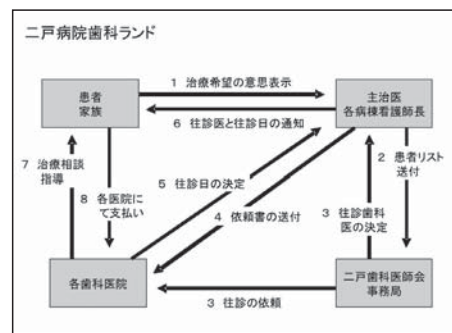 二戸病院歯科ランド
患者
家族
1 治療希望の意思表示
主治医
各病棟看護師長
6 往診医と往診日の通知
7 治療相談
指導
8 各医院に
て支払い
5 往診日の決定
4 依頼書の送付
2 患者リスト
送付
3 往診歯科
医の決定
各歯科医院
3 往診の依頼
二戸歯科医師会
事務局